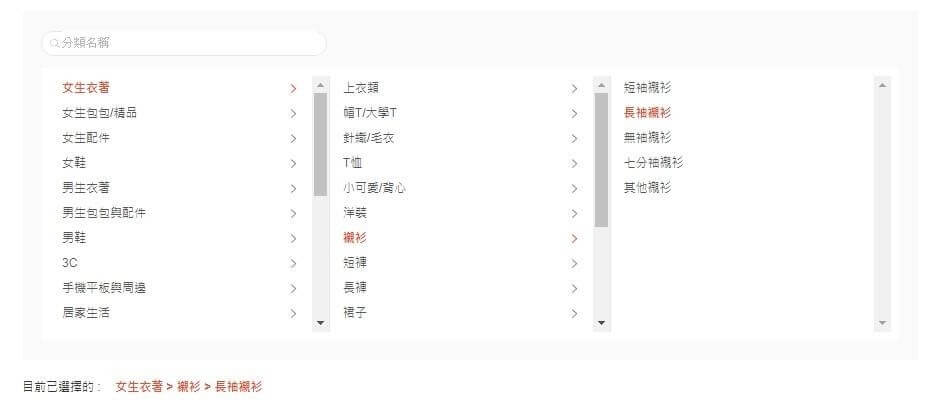 分類名稱
女生衣著
女生包包/精品
女生配件
女鞋
男生衣著
男生包包與配件
男鞋
3C
手機平板與周邊
居家生活
上衣類
帽T/大學T
針織/毛衣
T恤
小可愛/背心
洋裝
襯衫
短褲
長褲
裙子
短袖襯衫
長袖襯衫
無袖襯衫
七分袖襯衫
其他襯衫
目前已選擇的 : 女生衣著 > 襯衫 > 長袖襯衫